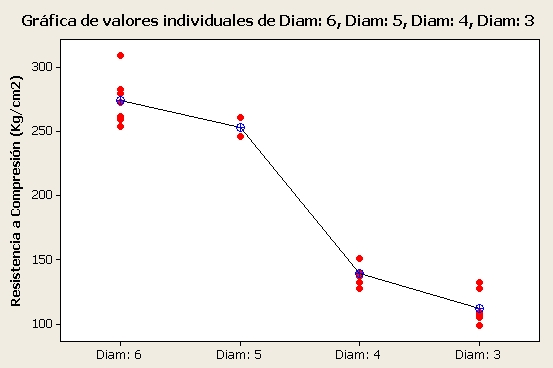 Gráfica de valores individuales de Diam: 6, Diam: 5, Diam: 4, Diam: 3
Resistencia a Compresión (Kg/cm2)
300
250
200
150
100
Diam: 6
Diam: 5
Diam: 4
Diam: 3